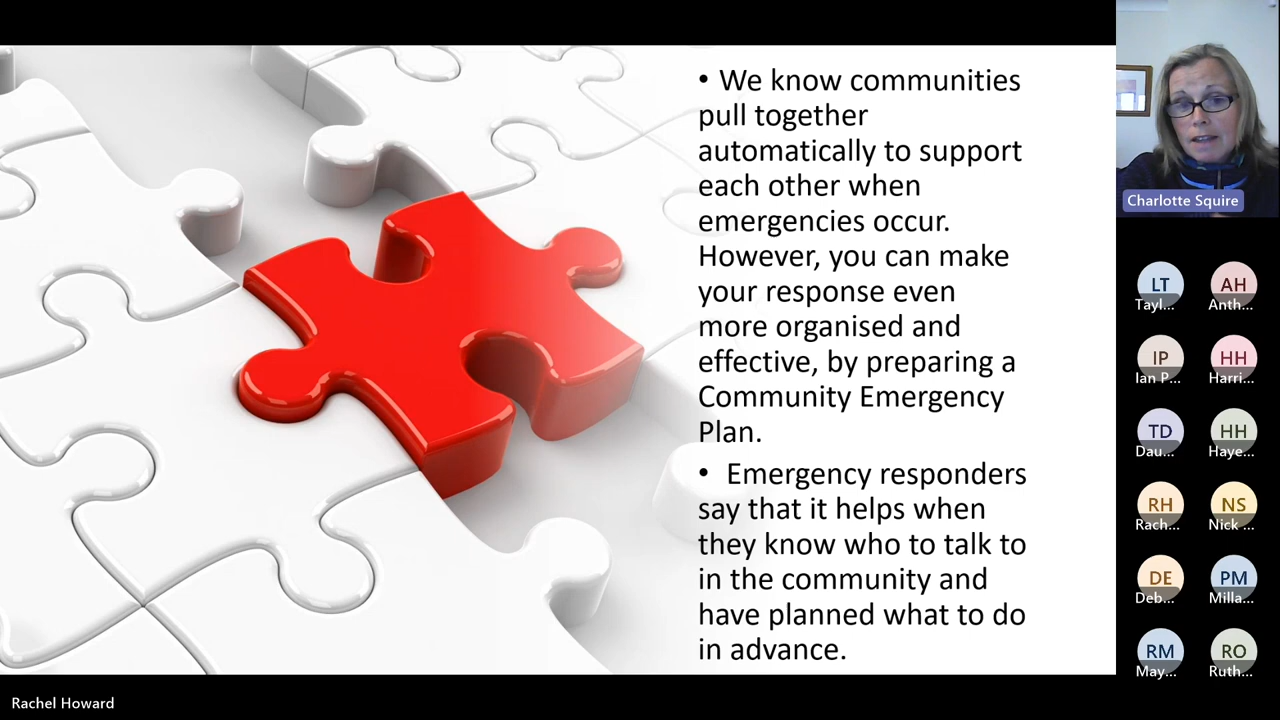 • We know communities
pull together
automatically to support
each other when
emergencies occur.
However, you can make
your response even
more organised and
effective, by preparing a
Community Emergency
Plan.
• Emergency responders
say that it helps when
they know who to talk to
in the community and
have planned what to do
in advance.
Charlotte Squire
LT AH
Tayl... Anth...
IP HH
Ian P... Harri...
TD HH
Dau... Haye...
RH NS
Rach... Nick ...
DE PM
Deb... Milla...
RM RO
May... Ruth...
Rachel Howard